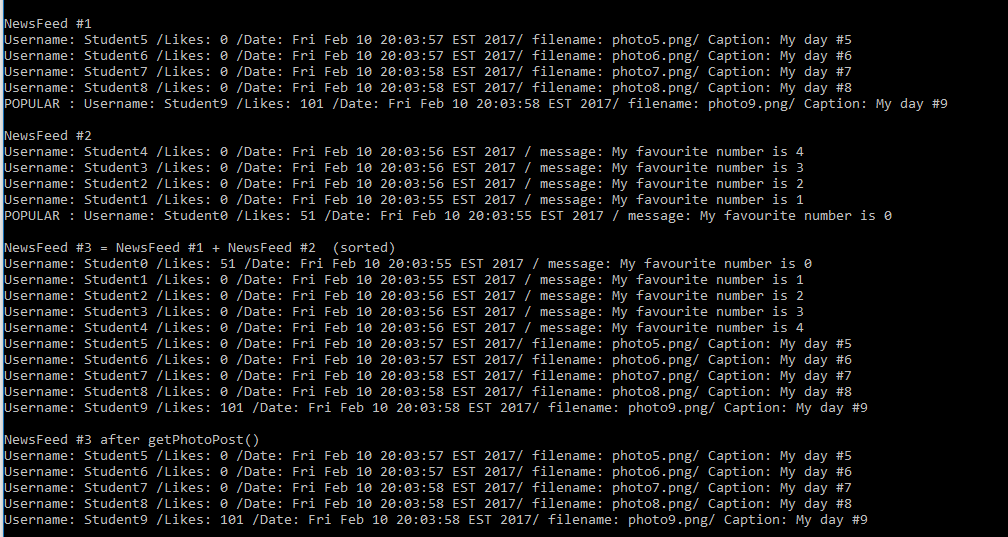 NewsFeed #1
Username: Student5 /Likes: 0 /Date: Fri Feb 10 20:03:57 EST 2017/ filename: photo5.png/ Caption: My day #5
Username: Student6 /Likes: 0 /Date: Fri Feb 10 20:03:57 EST 2017/ filename: photo6.png/ Caption: My day #6
Username: Student7 /Likes: 0 /Date: Fri Feb 10 20:03:58 EST 2017/ filename: photo7.png/ Caption: My day #7
Username: Student8 /Likes: 0 /Date: Fri Feb 10 20:03:58 EST 2017/ filename: photo8.png/ Caption: My day #8
POPULAR : Username: Student9 /Likes: 101 /Date: Fri Feb 10 20:03:58 EST 2017/ filename: photo9.png/ Caption: My day #9
NewsFeed #2
Username: Student4 /Likes: 0 /Date: Fri Feb 10 20:03:56 EST 2017 / message: My favourite number is 4
Username: Student3 /Likes: 0 /Date: Fri Feb 10 20:03:56 EST 2017 / message: My favourite number is 3
Username: Student2 /Likes: 0 /Date: Fri Feb 10 20:03:56 EST 2017 / message: My favourite number is 2
Username: Student1 /Likes: 0 /Date: Fri Feb 10 20:03:55 EST 2017 / message: My favourite number is 1
POPULAR : Username: Student0 /Likes: 51 /Date: Fri Feb 10 20:03:55 EST 2017 / message: My favourite number is 0
NewsFeed #3 = NewsFeed #1 + NewsFeed #2  (sorted)
Username: Student0 /Likes: 51 /Date: Fri Feb 10 20:03:55 EST 2017 / message: My favourite number is 0
Username: Student1 /Likes: 0 /Date: Fri Feb 10 20:03:55 EST 2017 / message: My favourite number is 1
Username: Student2 /Likes: 0 /Date: Fri Feb 10 20:03:56 EST 2017 / message: My favourite number is 2
Username: Student3 /Likes: 0 /Date: Fri Feb 10 20:03:56 EST 2017 / message: My favourite number is 3
Username: Student4 /Likes: 0 /Date: Fri Feb 10 20:03:56 EST 2017 / message: My favourite number is 4
Username: Student5 /Likes: 0 /Date: Fri Feb 10 20:03:57 EST 2017/ filename: photo5.png/ Caption: My day #5
Username: Student6 /Likes: 0 /Date: Fri Feb 10 20:03:57 EST 2017/ filename: photo6.png/ Caption: My day #6
Username: Student7 /Likes: 0 /Date: Fri Feb 10 20:03:58 EST 2017/ filename: photo7.png/ Caption: My day #7
Username: Student8 /Likes: 0 /Date: Fri Feb 10 20:03:58 EST 2017/ filename: photo8.png/ Caption: My day #8
Username: Student9 /Likes: 101 /Date: Fri Feb 10 20:03:58 EST 2017/ filename: photo9.png/ Caption: My day #9
NewsFeed #3 after getPhotoPost()
Username: Student5 /Likes: 0 /Date: Fri Feb 10 20:03:57 EST 2017/ filename: photo5.png/ Caption: My day #5
Username: Student6 /Likes: 0 /Date: Fri Feb 10 20:03:57 EST 2017/ filename: photo6.png/ Caption: My day #6
Username: Student7 /Likes: 0 /Date: Fri Feb 10 20:03:58 EST 2017/ filename: photo7.png/ Caption: My day #7
Username: Student8 /Likes: 0 /Date: Fri Feb 10 20:03:58 EST 2017/ filename: photo8.png/ Caption: My day #8
Username: Student9 /Likes: 101 /Date: Fri Feb 10 20:03:58 EST 2017/ filename: photo9.png/ Caption: My day #9